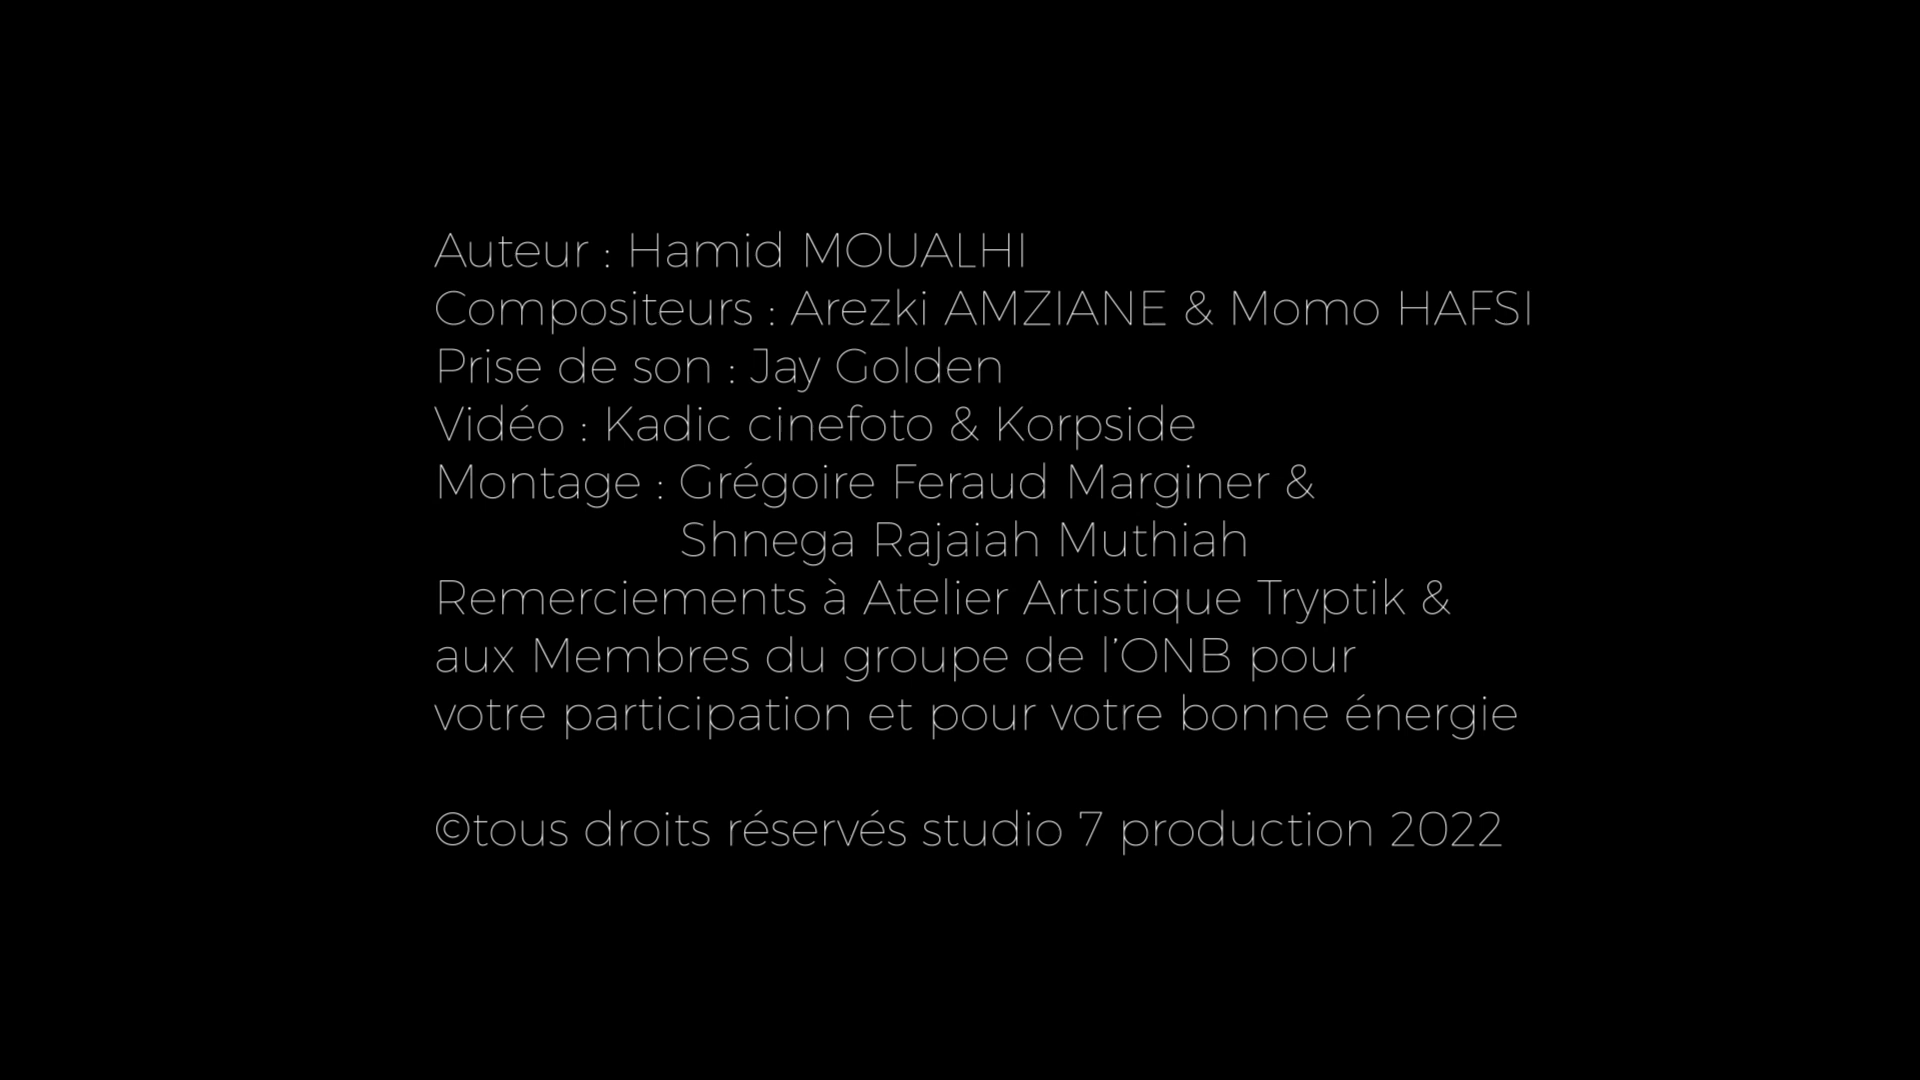 Auteur : Hamid MOUALHI
Compositeurs : Arezki AMZIANE & Momo HAFSI
Prise de son : Jay Golden
Vidéo : Kadic cinefoto & Korpside
Montage : Grégoire Feraud Marginer &
Shnega Rajaiah Muthiah
Remerciements à Atelier Artistique Tryptik &
aux Membres du groupe de l’ONB pour
votre participation et pour votre bonne énergie
©tous droits réservés studio 7 production 2022